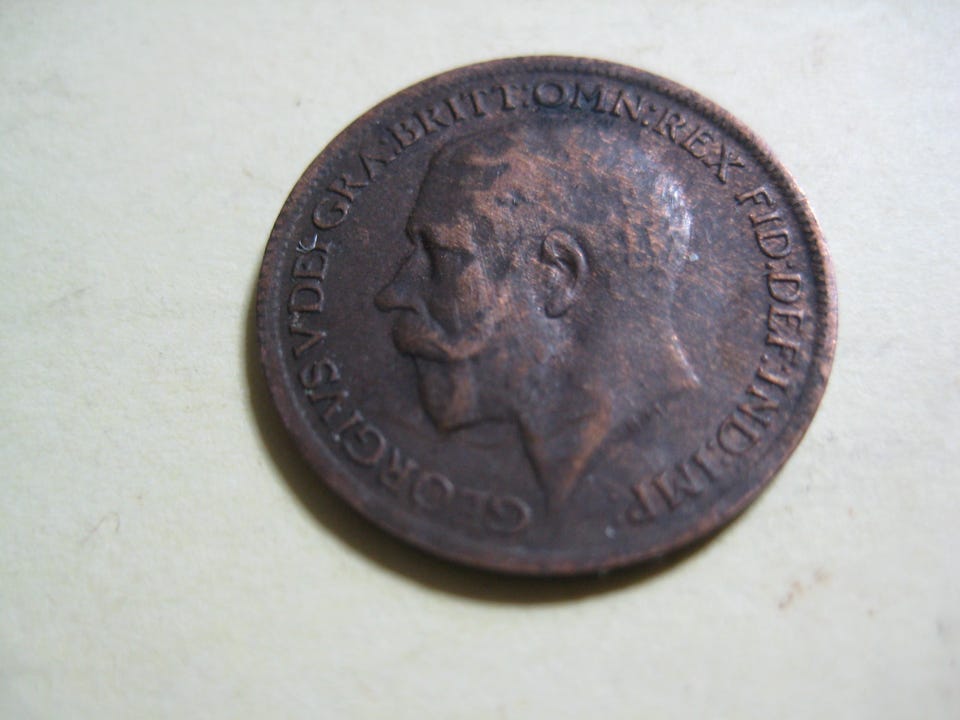 GEORGIVS V DEI GRA:BRITT:OMN:REX FID:DEF:IND:IMP: